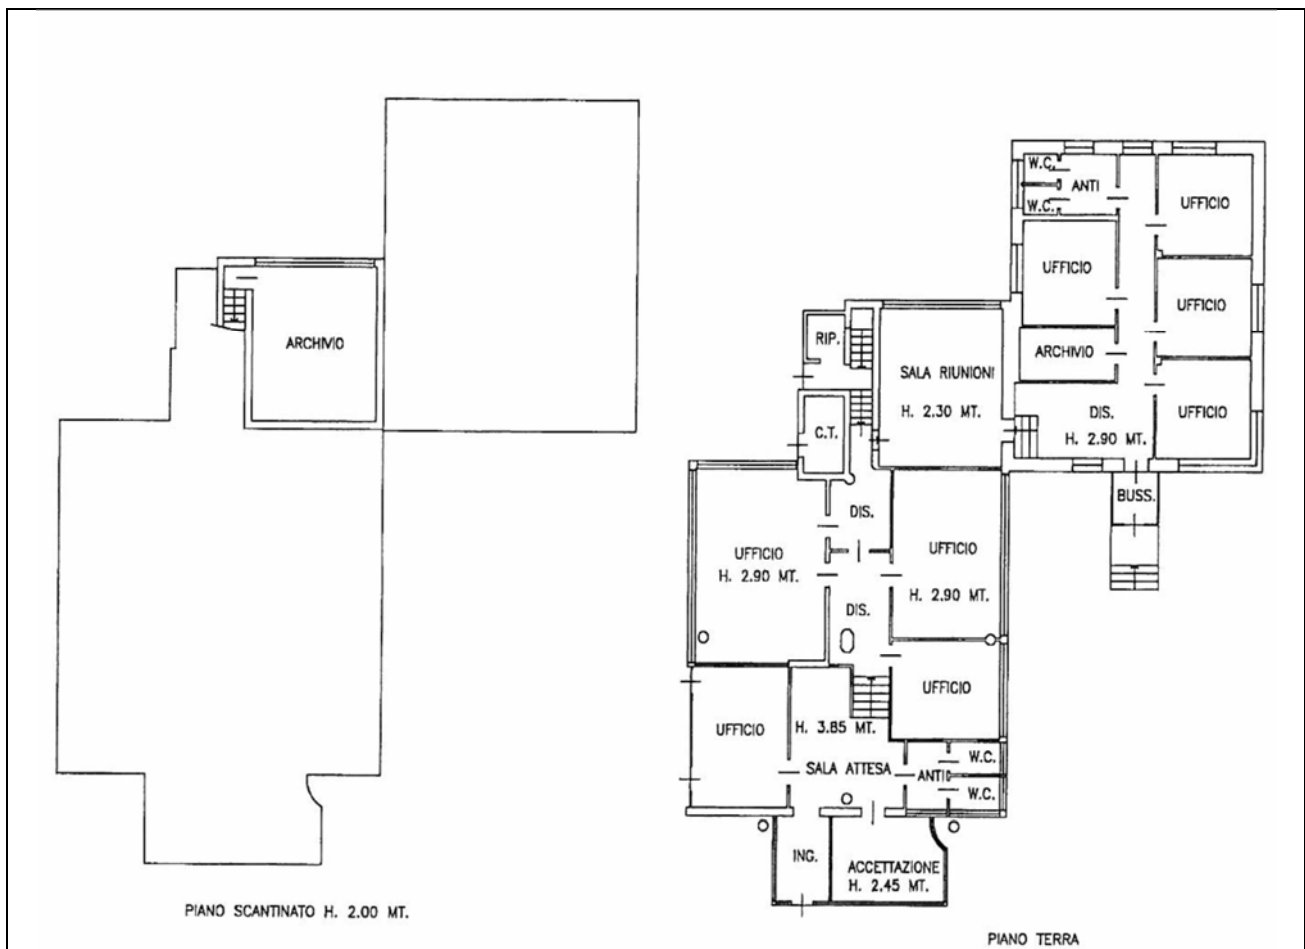 ARCHIVIO
PIANO SCANTINATO H. 2.00 MT.
W.C.
ANTI
W.C.
UFFICIO
UFFICIO
UFFICIO
ARCHIVIO
RIP.
SALA RIUNIONI
H. 2.30 MT.
DIS.
H. 2.90 MT.
UFFICIO
C.T.
BUSS.
DIS.
UFFICIO
H. 2.90 MT.
UFFICIO
H. 2.90 MT.
DIS.
UFFICIO
UFFICIO
H. 3.85 MT.
SALA ATTESA
ANTI
W.C.
W.C.
ING.
ACCETTAZIONE
H. 2.45 MT.
PIANO TERRA